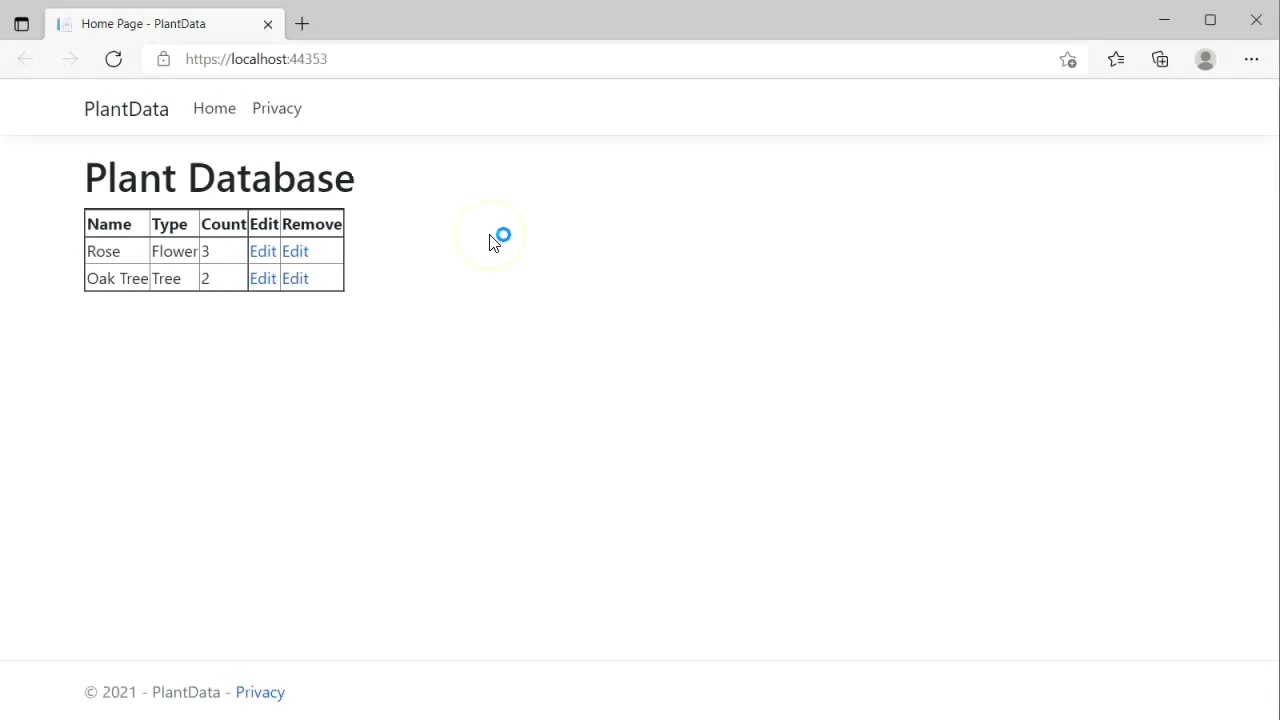 Home Page - PlantData
https://localhost:44353
PlantData Home Privacy
Plant Database
Name Type Count Edit Remove
Rose Flower 3 Edit Edit
Oak Tree Tree 2 Edit Edit
© 2021 - PlantData - Privacy